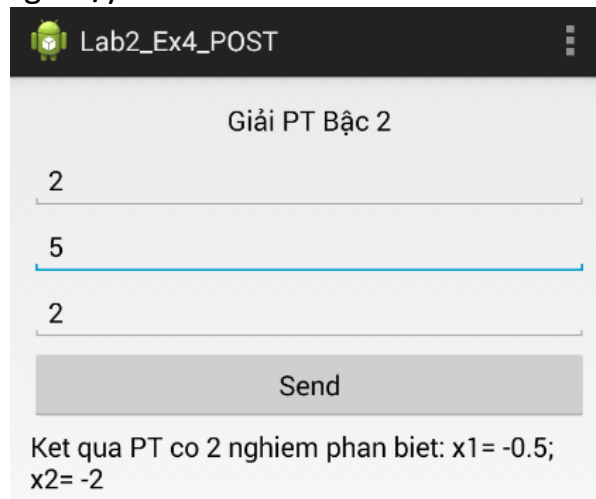 Lab2_Ex4_POST
Giải PT Bậc 2
2
5
2
Send
Ket qua PT co 2 nghiem phan biet: x1= -0.5;
x2= -2